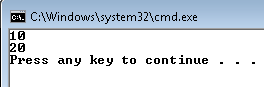 C:\Windows\system32\cmd.exe
10
20
Press any key to continue . . .